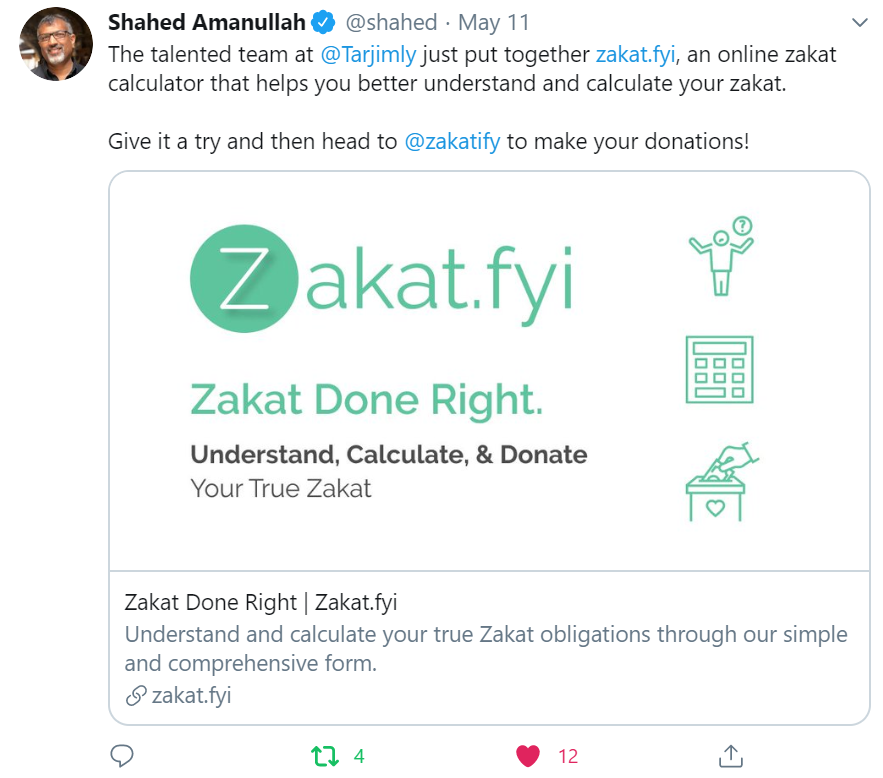 Shahed Amanullah @shahed · May 11
The talented team at @Tarjimly just put together zakat.fyi, an online zakat
calculator that helps you better understand and calculate your zakat.
Give it a try and then head to @zakatify to make your donations!
Zakat.fyi
?
Zakat Done Right.
Understand, Calculate, & Donate
Your True Zakat
Zakat Done Right | Zakat.fyi
Understand and calculate your true Zakat obligations through our simple
and comprehensive form.
zakat.fyi
4 12